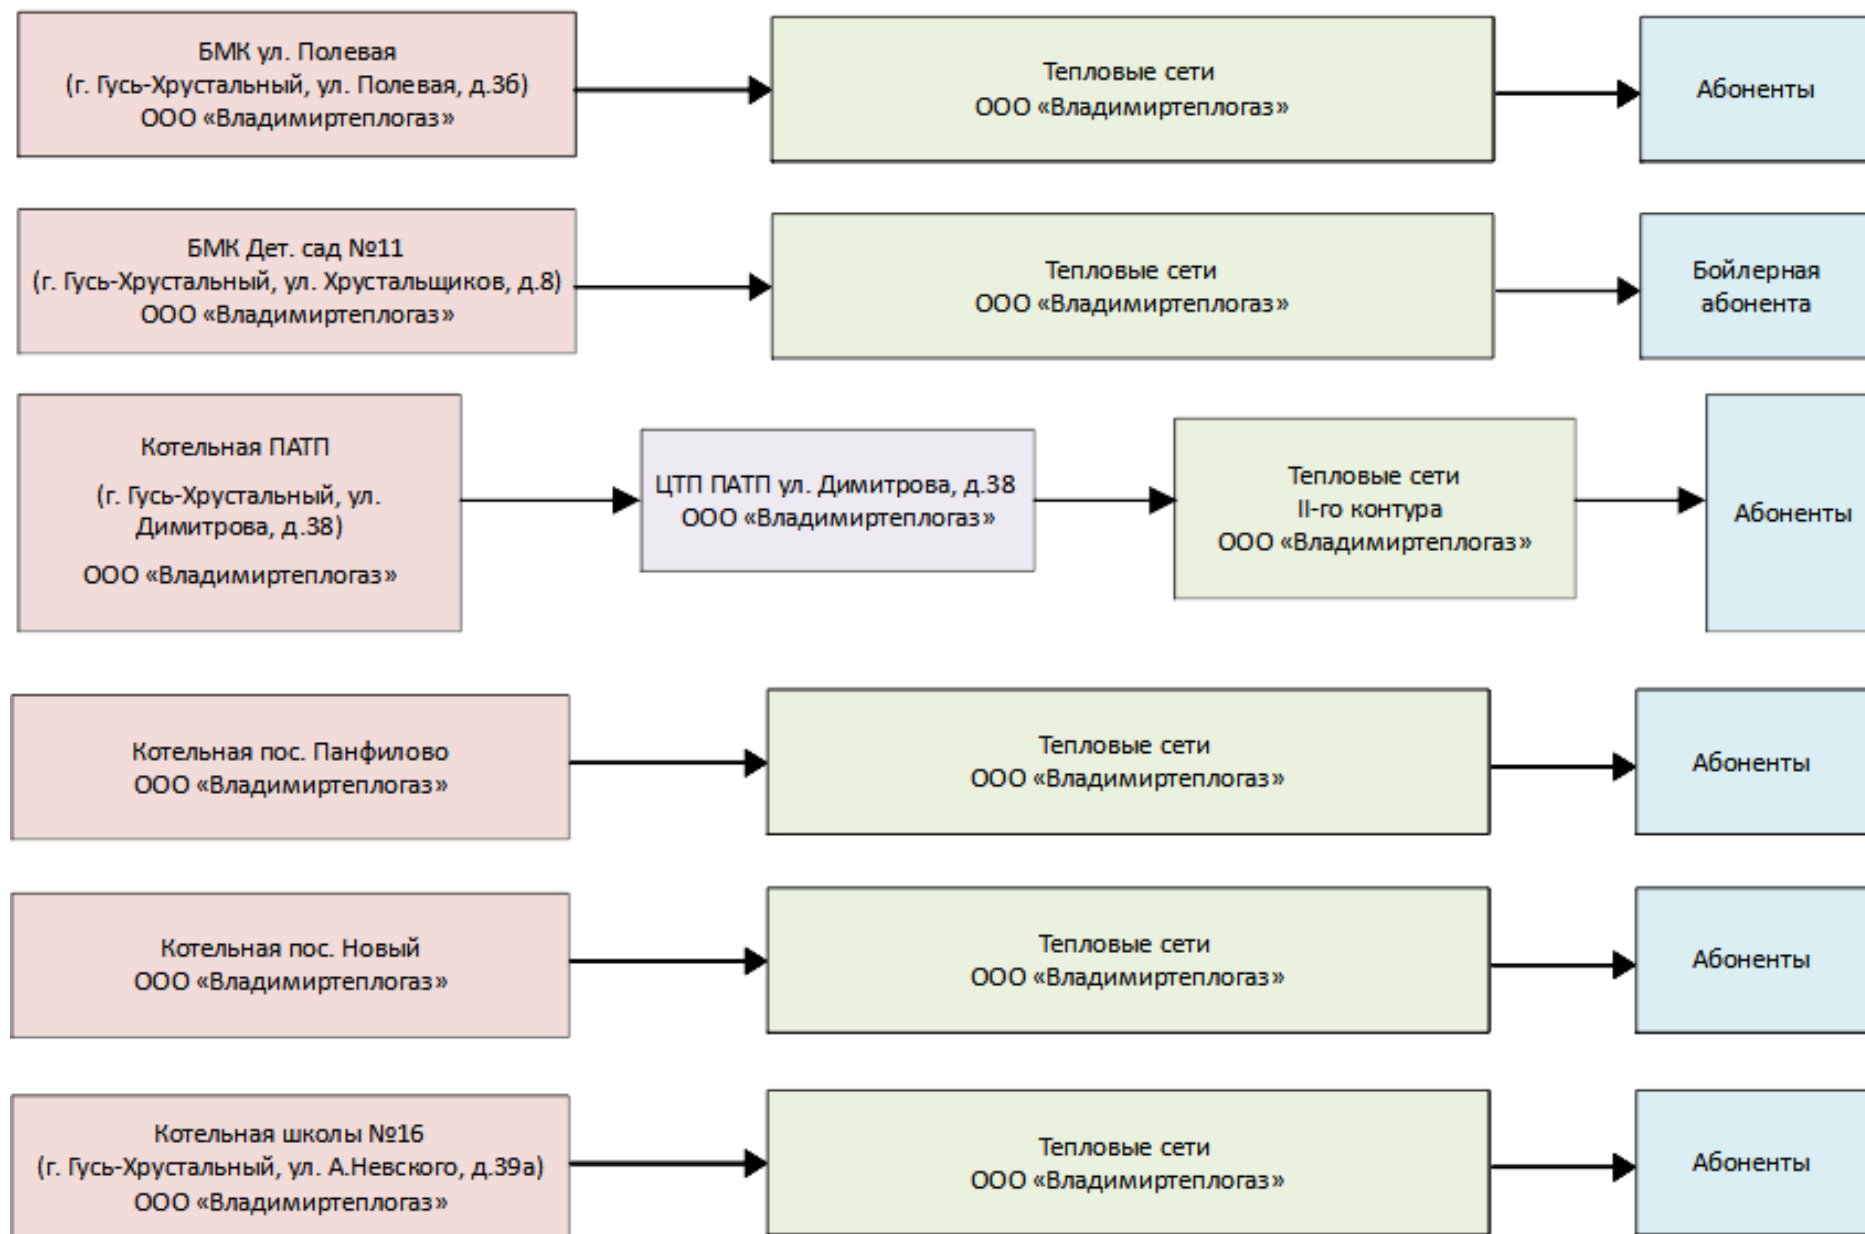 БМК ул. Полевая
(г. Гусь-Хрустальный, ул. Полевая, д.3б)
ООО «Владимиртеплогаз»
Тепловые сети
ООО «Владимиртеплогаз»
Абоненты
БМК Дет. сад №11
(г. Гусь-Хрустальный, ул. Хрустальщиков, д.8)
ООО «Владимиртеплогаз»
Тепловые сети
ООО «Владимиртеплогаз»
Бойлерная
абонента
Котельная ПАТП
(г. Гусь-Хрустальный, ул.
Димитрова, д.38)
ООО «Владимиртеплогаз»
ЦТП ПАТП ул. Димитрова, д.38
ООО «Владимиртеплогаз»
Тепловые сети
II-го контура
ООО «Владимиртеплогаз»
Абоненты
Котельная пос. Панфилово
ООО «Владимиртеплогаз»
Тепловые сети
ООО «Владимиртеплогаз»
Абоненты
Котельная пос. Новый
ООО «Владимиртеплогаз»
Тепловые сети
ООО «Владимиртеплогаз»
Абоненты
Котельная школы №16
(г. Гусь-Хрустальный, ул. А.Невского, д.39а)
ООО «Владимиртеплогаз»
Тепловые сети
ООО «Владимиртеплогаз»
Абоненты